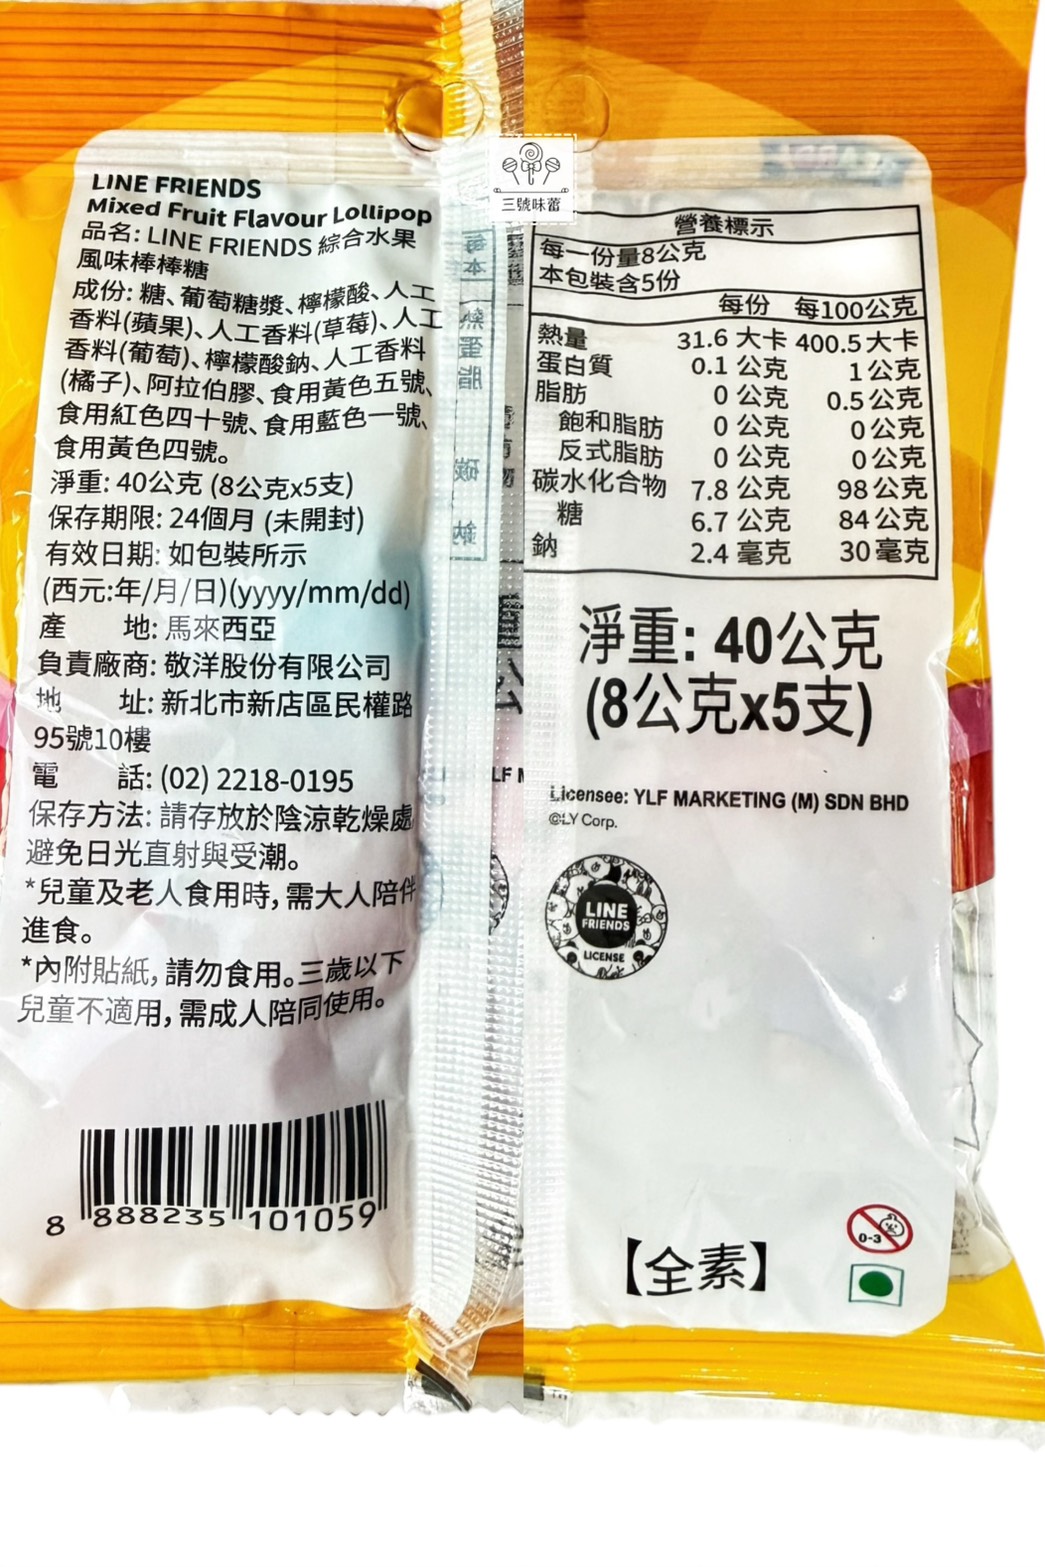 LINE FRIENDS
Mixed Fruit Flavour Lollipop
品名: LINE FRIENDS 綜合水果
風味棒棒糖
成份: 糖、葡萄糖漿、檸檬酸、人工
香料(蘋果)、人工香料(草莓)、人工
香料(葡萄)、檸檬酸鈉、人工香料
(橘子)、阿拉伯膠、食用黃色五號、
食用紅色四十號、食用藍色一號、
食用黃色四號。
淨重: 40公克 (8公克x5支)
保存期限: 24個月 (未開封)
有效日期: 如包裝所示
(西元:年/月/日)(yyyy/mm/dd)
產 地: 馬來西亞
負責廠商: 敬洋股份有限公司
地 址: 新北市新店區民權路
95號10樓
電 話: (02) 2218-0195
保存方法: 請存放於陰涼乾燥處
避免日光直射與受潮。
*兒童及老人食用時, 需大人陪伴
進食。
*內附貼紙, 請勿食用。三歲以下
兒童不適用, 需成人陪同使用。
8 888235 101059
三號味蕾
營養標示
每一份量8公克
本包裝含5份
每份 每100公克
熱量 31.6 大卡 400.5 大卡
蛋白質 0.1 公克 1 公克
脂肪 0 公克 0.5 公克
飽和脂肪 0 公克 0 公克
反式脂肪 0 公克 0 公克
碳水化合物 7.8 公克 98 公克
糖 6.7 公克 84 公克
鈉 2.4 毫克 30 毫克
淨重: 40公克
(8公克x5支)
Licensee: YLF MARKETING (M) SDN BHD
©LY Corp.
LINE
FRIENDS
LICENSE
0-3
【全素】